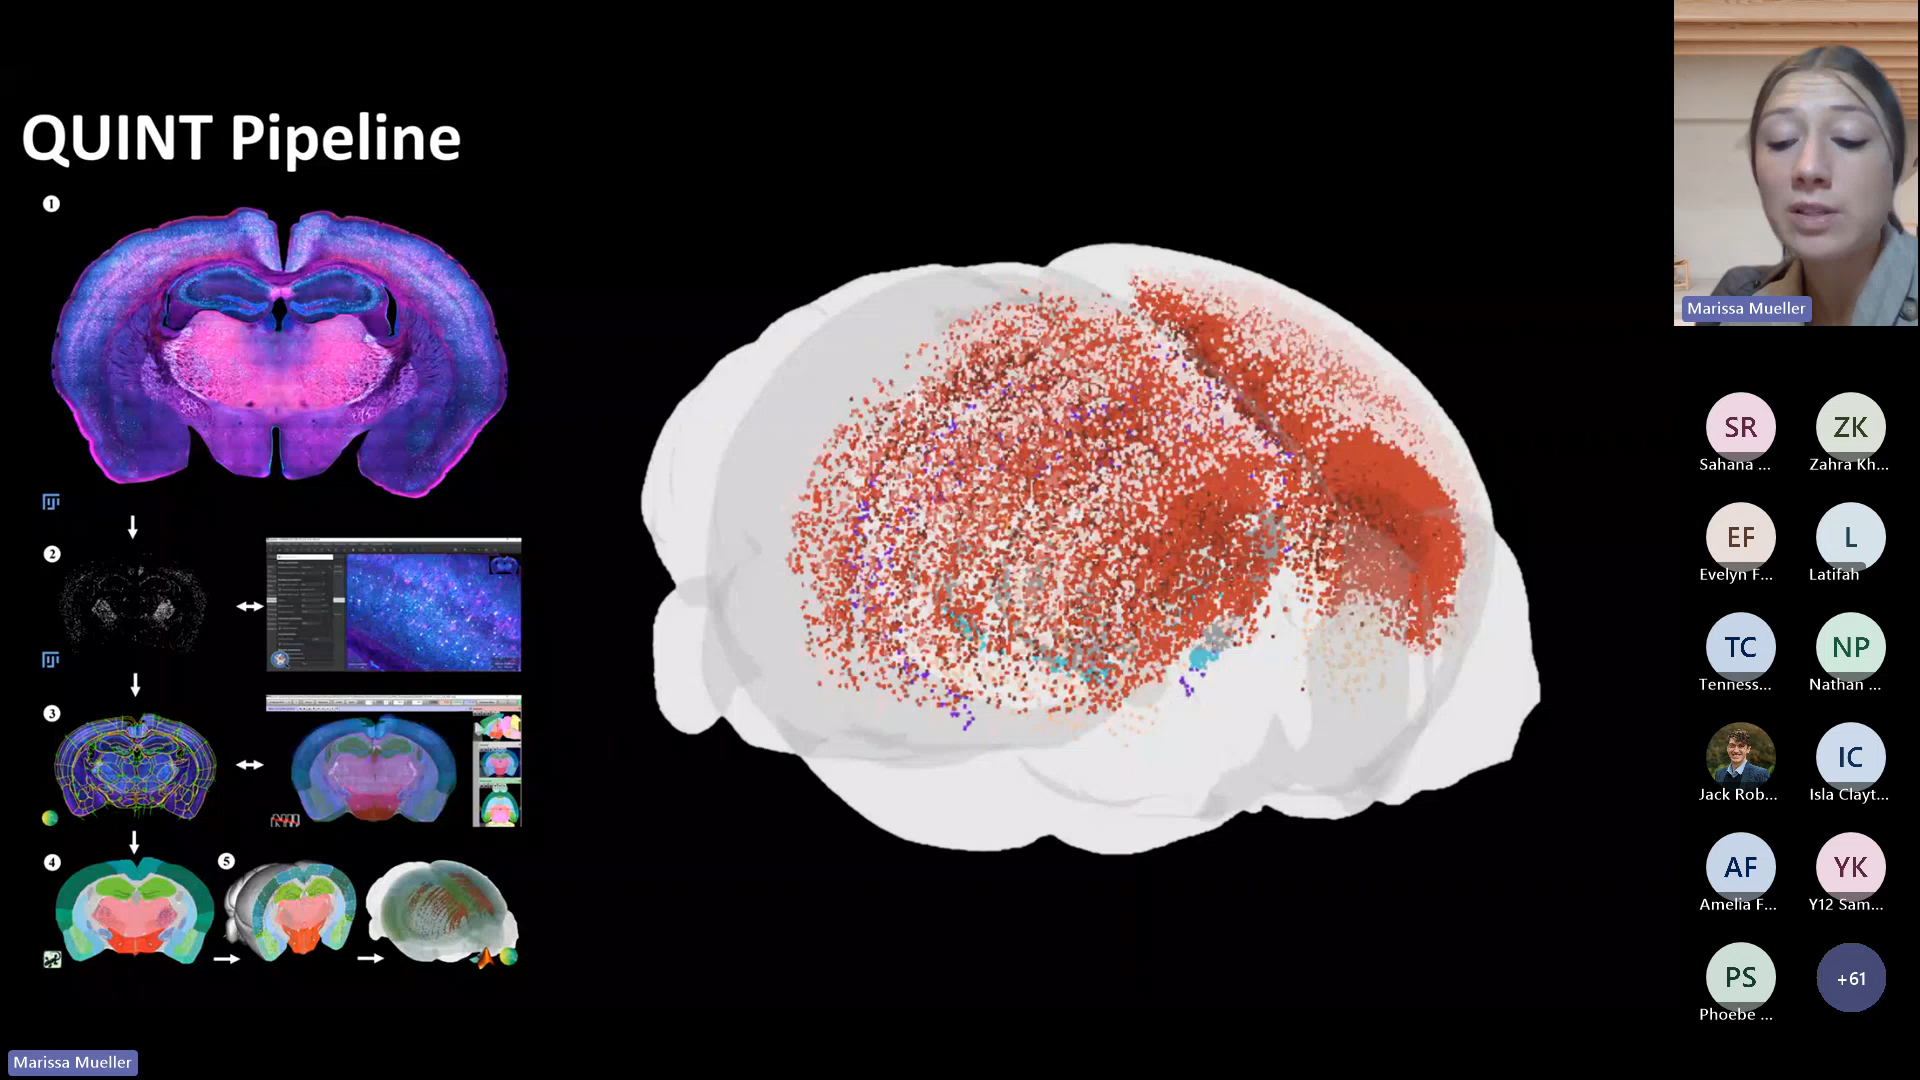 QUINT Pipeline
1
2
3
4
5
Marissa Mueller
Marissa Mueller
SR
Sahana ...
ZK
Zahra Kh...
EF
Evelyn F...
L
Latifah
TC
Tenness...
NP
Nathan ...
Jack Rob...
IC
Isla Clayt...
AF
Amelia F...
YK
Y12 Sam...
PS
Phoebe ...
+61